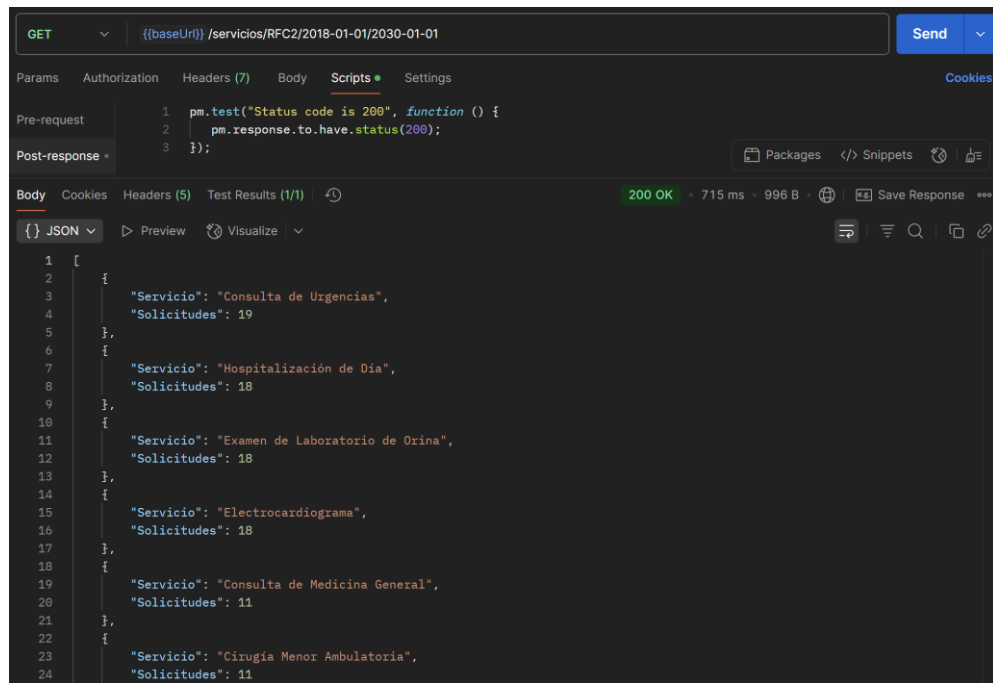 GET {{baseUrl}} /servicios/RFC2/2018-01-01/2030-01-01 Send
Params Authorization Headers (7) Body Scripts Settings Cookies
Pre-request
Post-response
1 pm.test("Status code is 200", function () {
2 pm.response.to.have.status(200);
3 });
Packages </> Snippets
Body Cookies Headers (5) Test Results (1/1) 200 OK 715 ms 996 B e.g. Save Response
{} JSON Preview Visualize
1 [
2 {
3 "Servicio": "Consulta de Urgencias",
4 "Solicitudes": 19
5 },
6 {
7 "Servicio": "Hospitalización de Día",
8 "Solicitudes": 18
9 },
10 {
11 "Servicio": "Examen de Laboratorio de Orina",
12 "Solicitudes": 18
13 },
14 {
15 "Servicio": "Electrocardiograma",
16 "Solicitudes": 18
17 },
18 {
19 "Servicio": "Consulta de Medicina General",
20 "Solicitudes": 11
21 },
22 {
23 "Servicio": "Cirugía Menor Ambulatoria",
24 "Solicitudes": 11